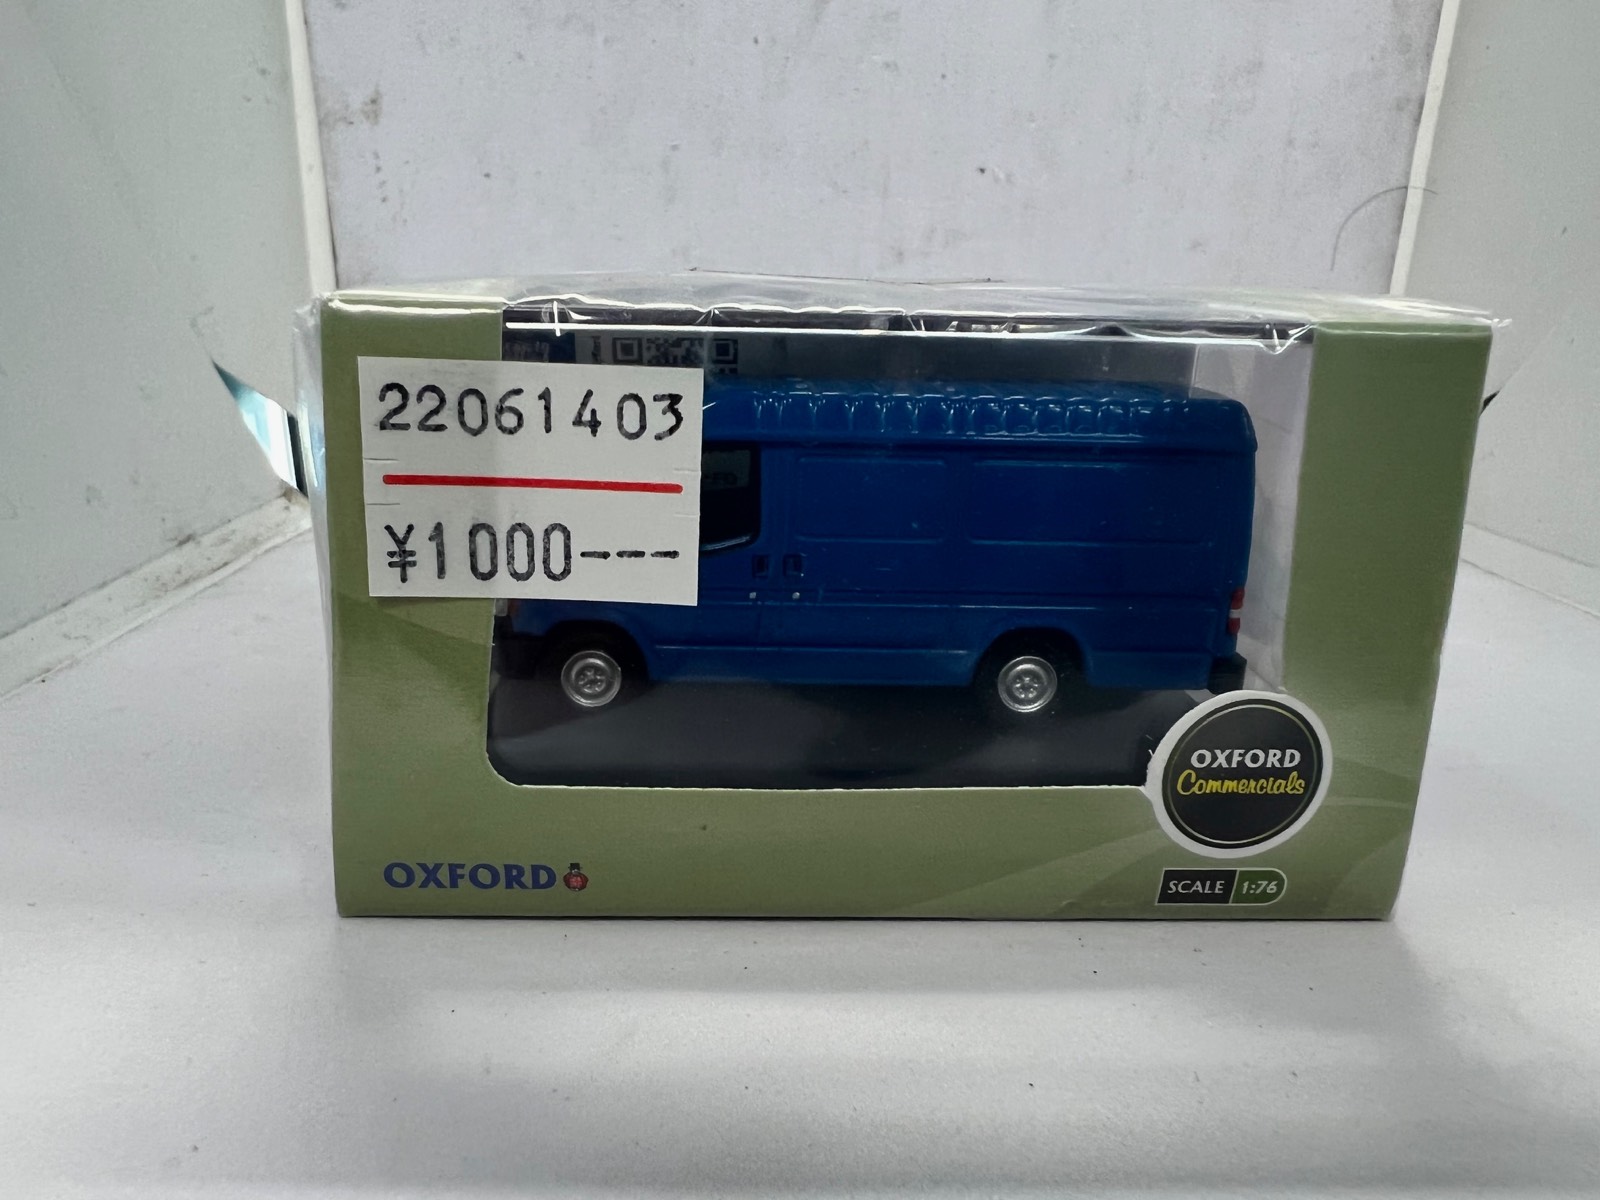 22061403
¥1000---
OXFORD
Commercials
OXFORD
SCALE 1:76